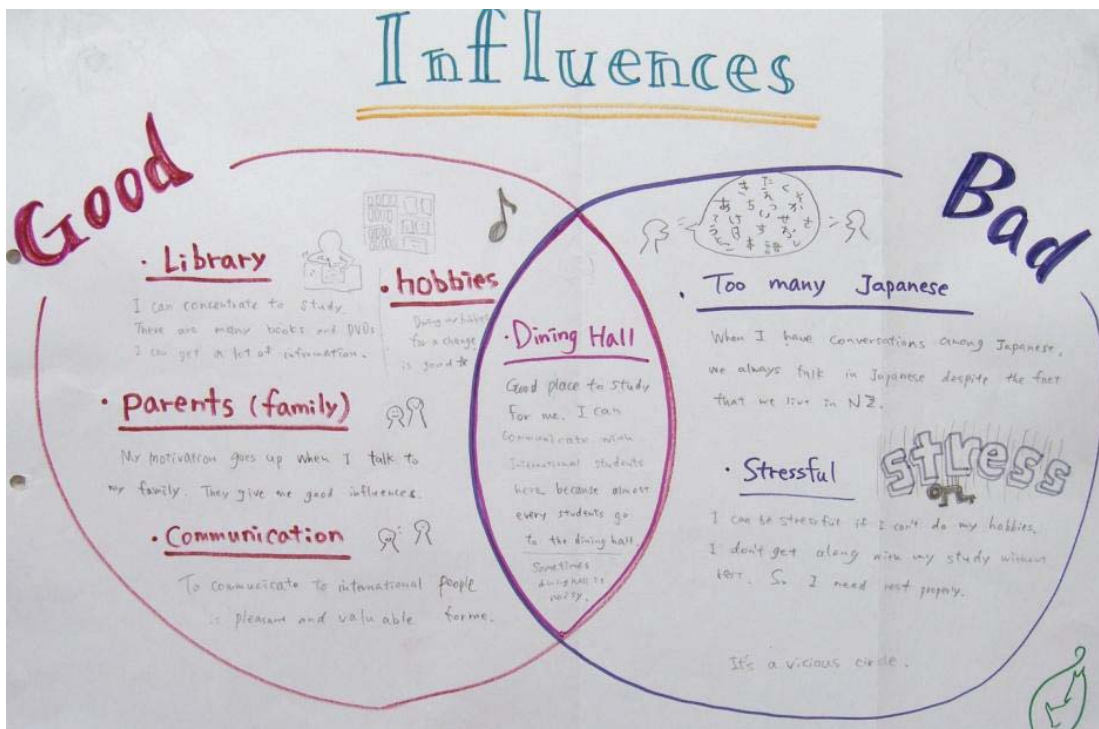 Influences
Good
Bad
· Library
I can concentrate to study.
There are many books and DVDs
I can get a lot of information.
· hobbies
Doing my hobbies
for a change
is good
· parents (family)
My motivation goes up when I talk to
my family. They give me good influences.
· Communication
To commucicate to international people
is pleasant and valuable for me.
· Dining Hall
Good place to study
for me. I can
communicate with
International students
here, because almost
every students go
to the dining hall.
Sometimes
dining hall is
noisy.
· Too many Japanese
When I have conversations among Japanese,
we always talk in Japanese despite the fact
that we live in NZ.
· Stressful
stress
I can be stressful if I can't do my hobbies.
I don't get along with my study without
rest. So I need rest properly.
It's a vicious circle.